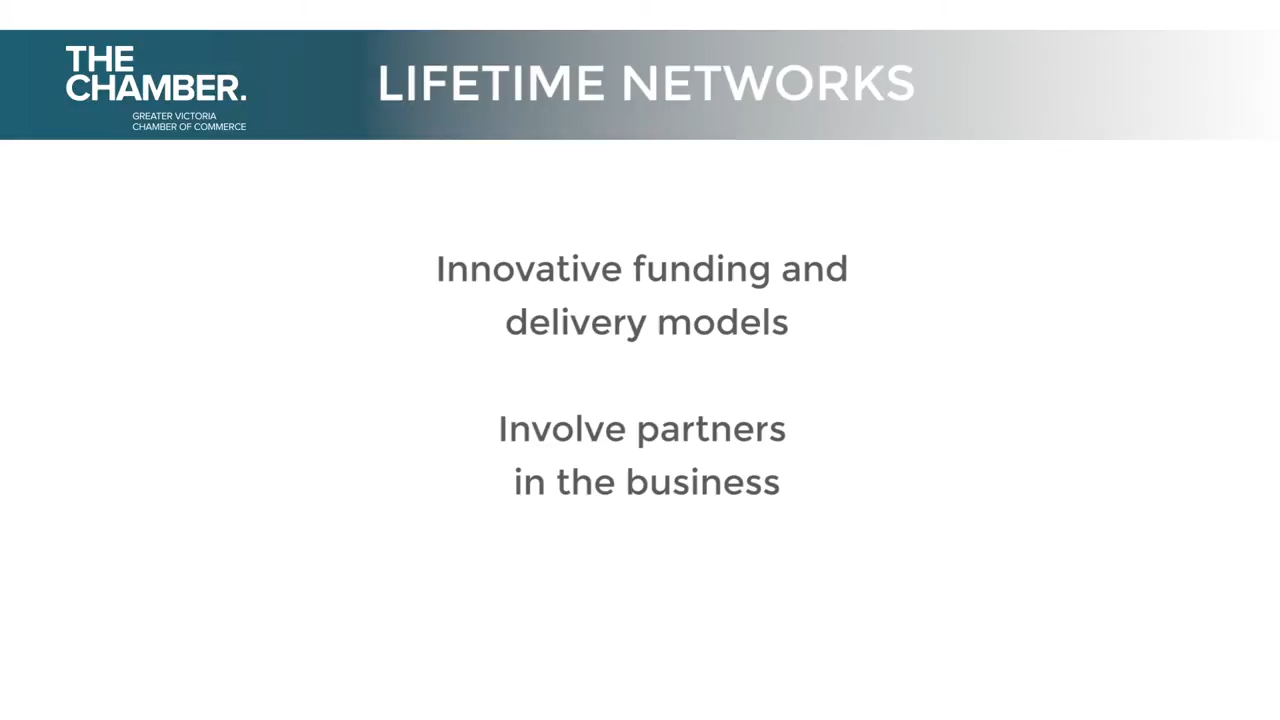 THE
CHAMBER.
GREATER VICTORIA
CHAMBER OF COMMERCE
LIFETIME NETWORKS
Innovative funding and
delivery models
Involve partners
in the business